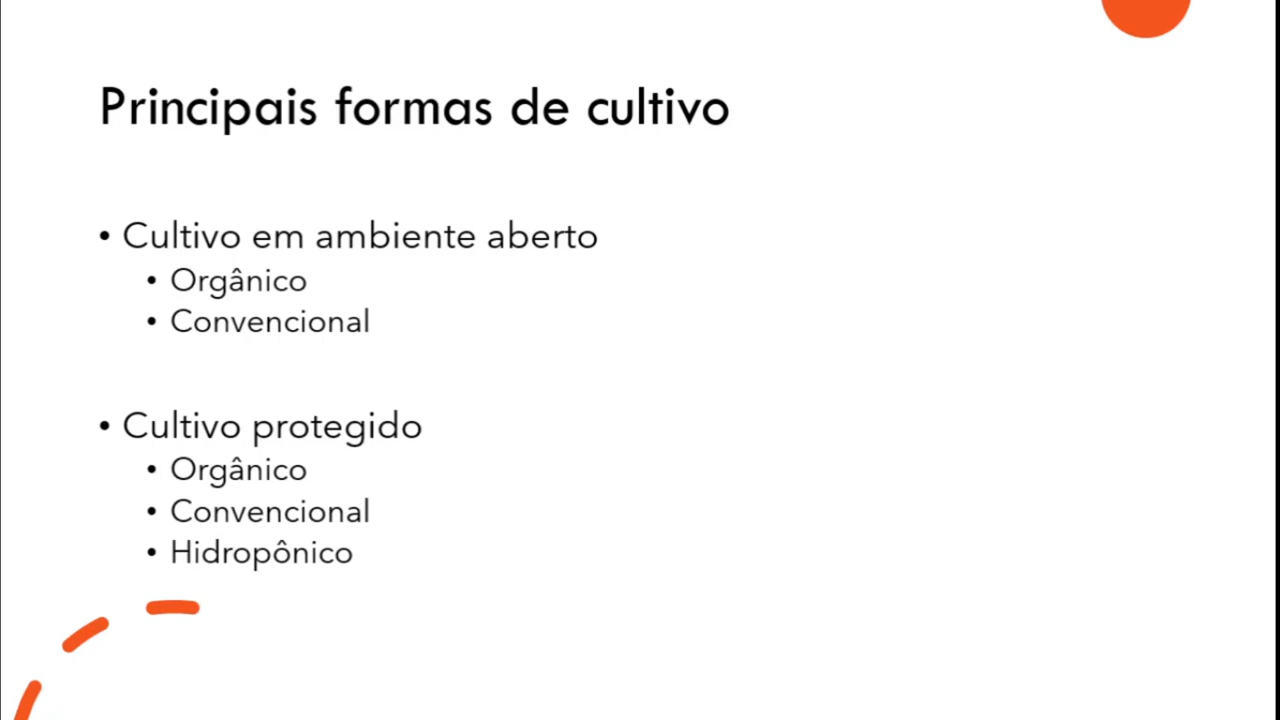 Principais formas de cultivo
• Cultivo em ambiente aberto
• Orgânico
• Convencional
• Cultivo protegido
• Orgânico
• Convencional
• Hidropônico